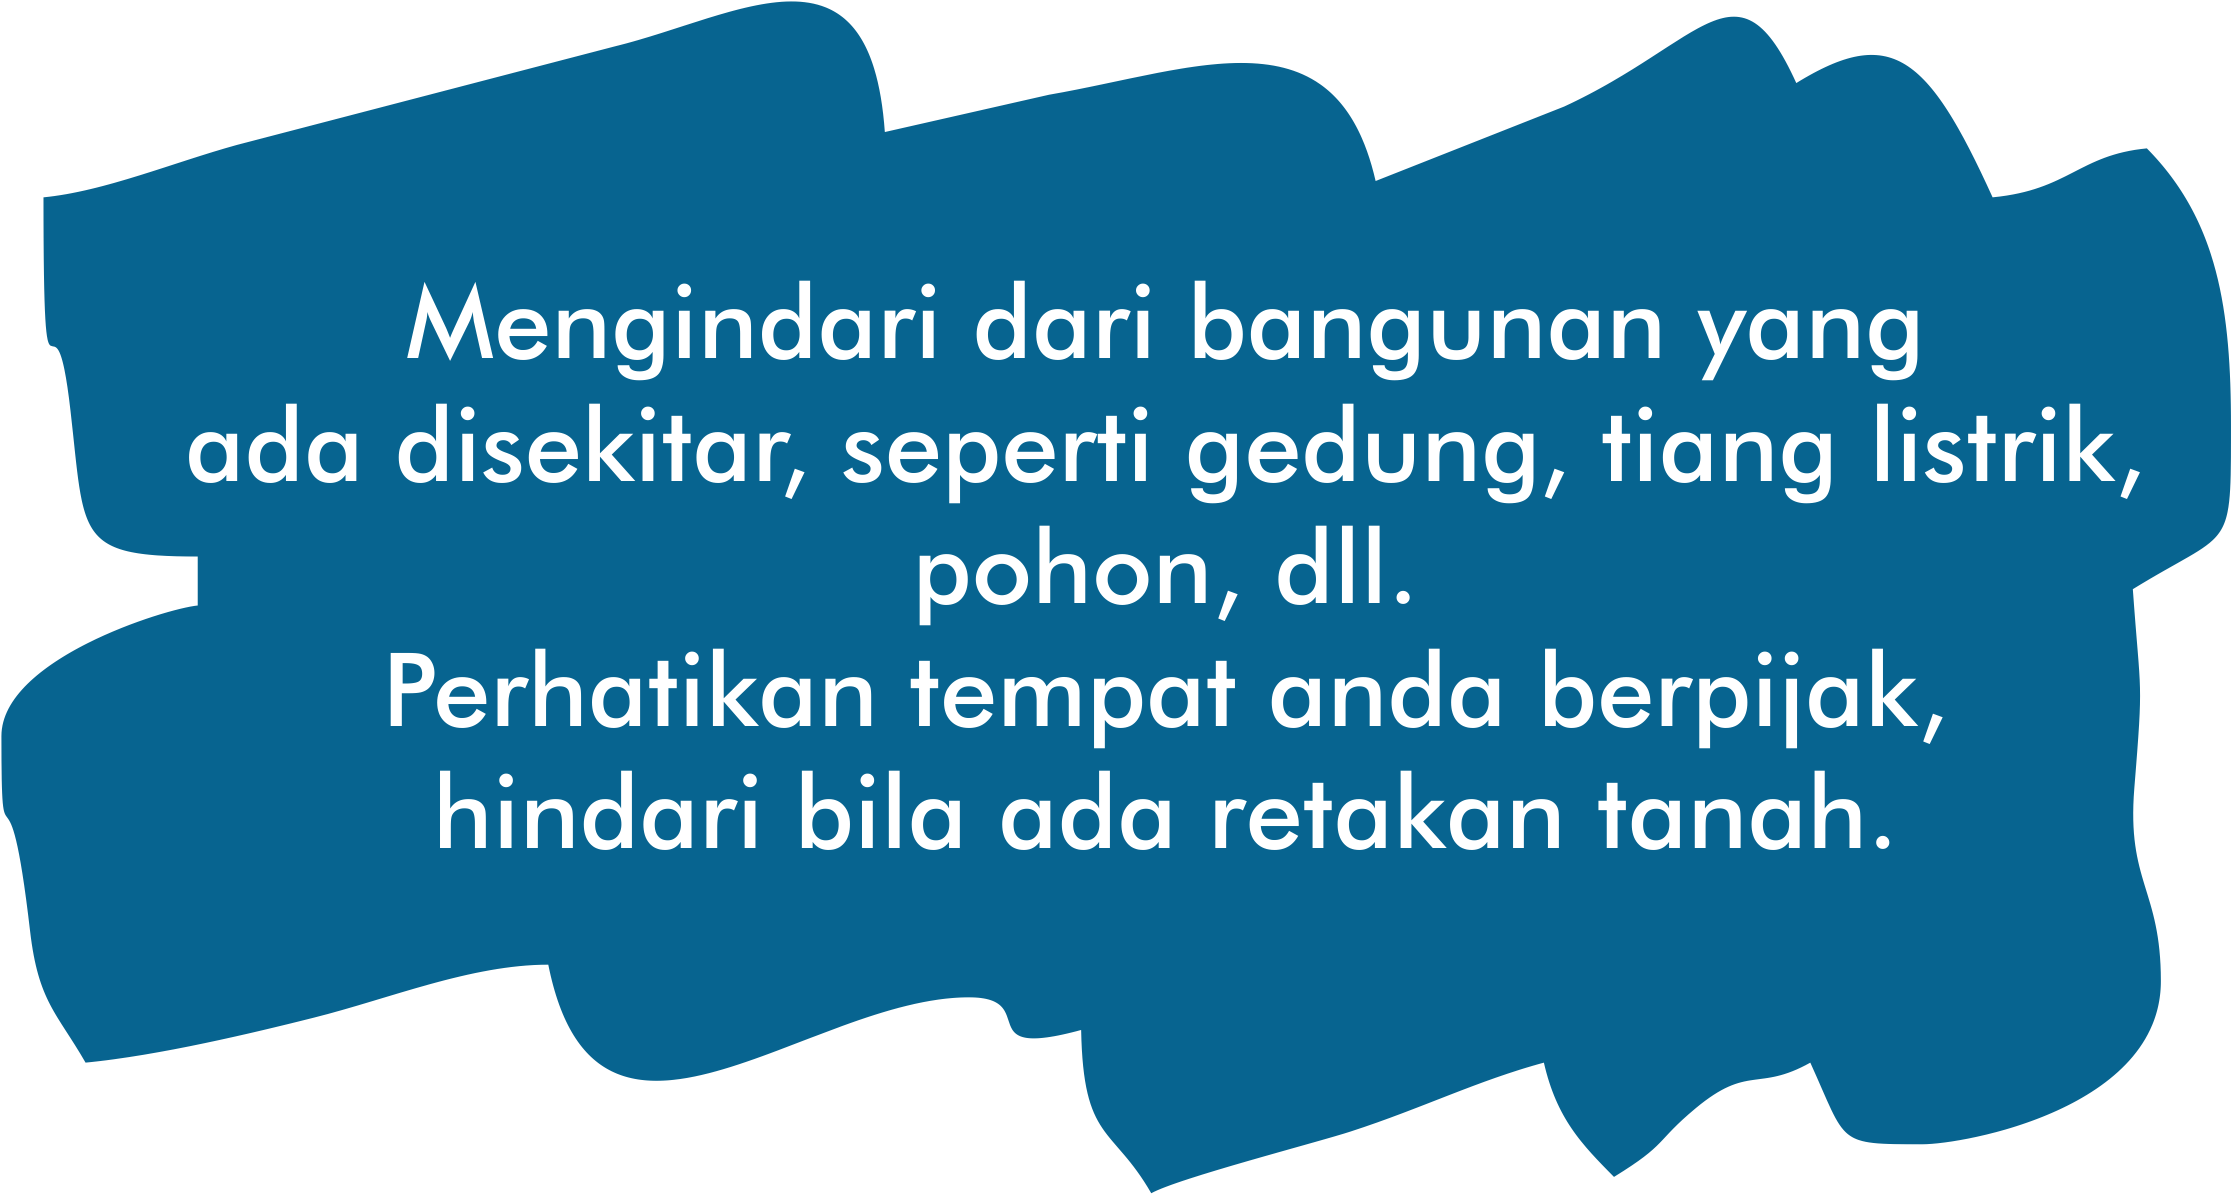 Mengindari dari bangunan yang
ada disekitar, seperti gedung, tiang listrik,
pohon, dll.
Perhatikan tempat anda berpijak,
hindari bila ada retakan tanah.